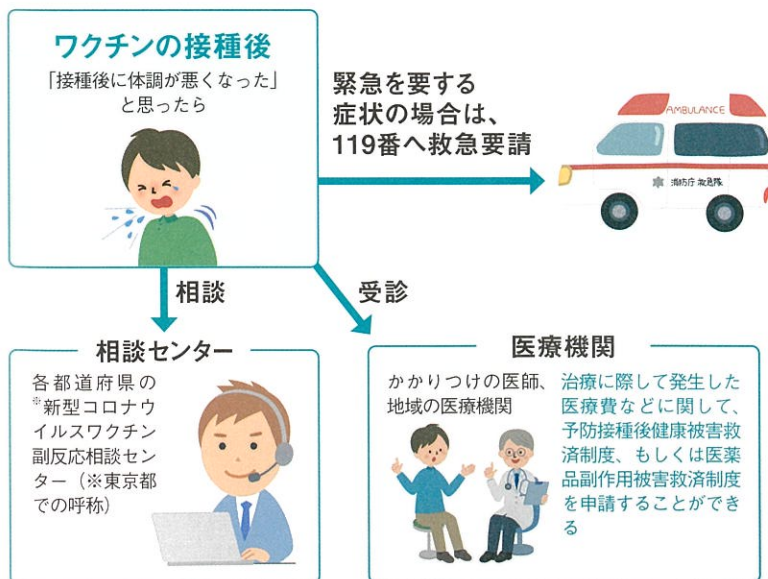 ワクチンの接種後
「接種後に体調が悪くなった」
と思ったら
緊急を要する
症状の場合は、
119番へ救急要請
AMBULANCE
消防庁 救急隊
相談
受診
相談センター
各都道府県の
※新型コロナウ
イルスワクチン
副反応相談セン
ター（※東京都
での呼称）
医療機関
かかりつけの医師、
地域の医療機関
治療に際して発生した
医療費などに関して、
予防接種後健康被害救
済制度、もしくは医薬
品副作用被害救済制度
を申請することができ
る